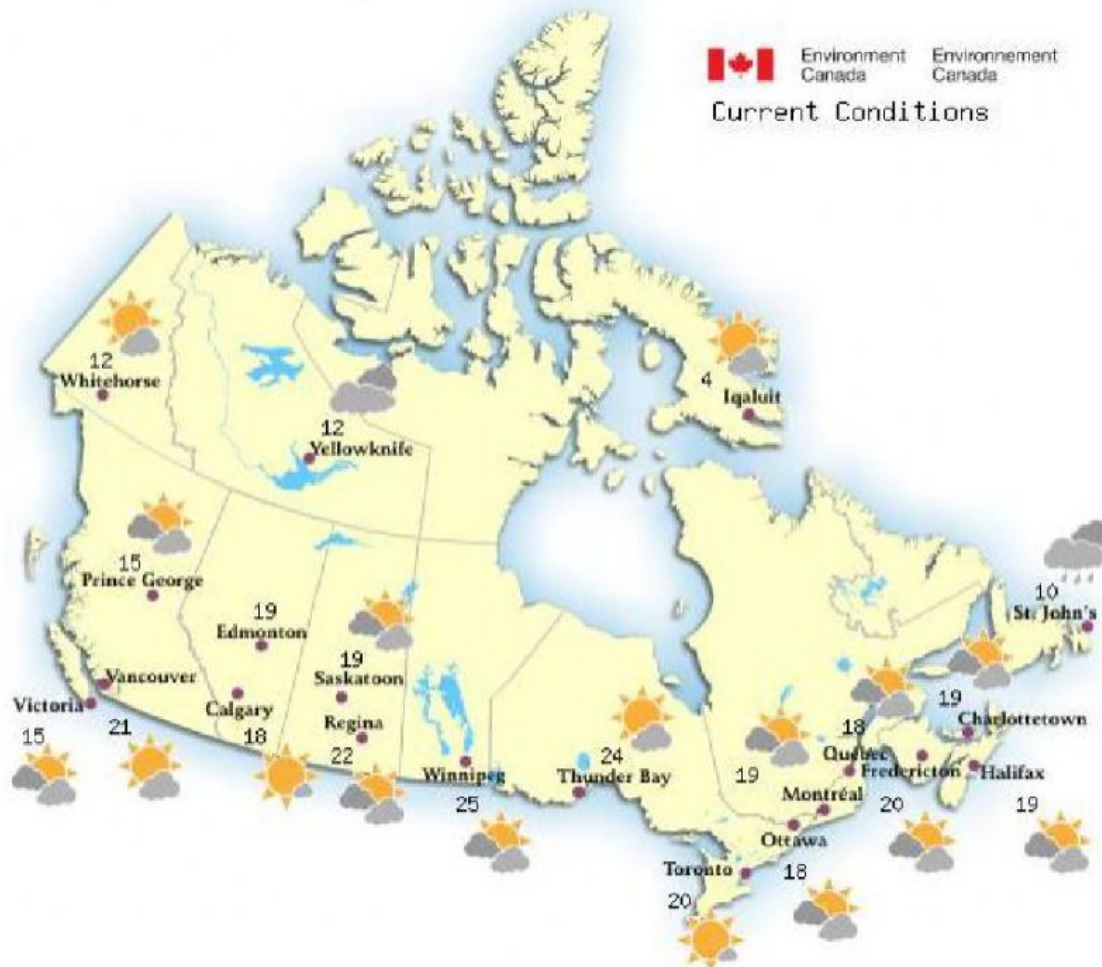 Environment Environnement
Canada Canada
Current Conditions
12
Whitehorse
4
Iqaluit
12
Yellowknife
15
Prince George
10
St. John's
19
Edmonton
19
Saskatoon
Vancouver
Victoria
21
15
Calgary
18
Regina
22
Winnipeg
25
24
Thunder Bay
19
Charlottetown
18
Québec
Fredericton
20
Halifax
19
19
Montréal
Ottawa
18
Toronto
20